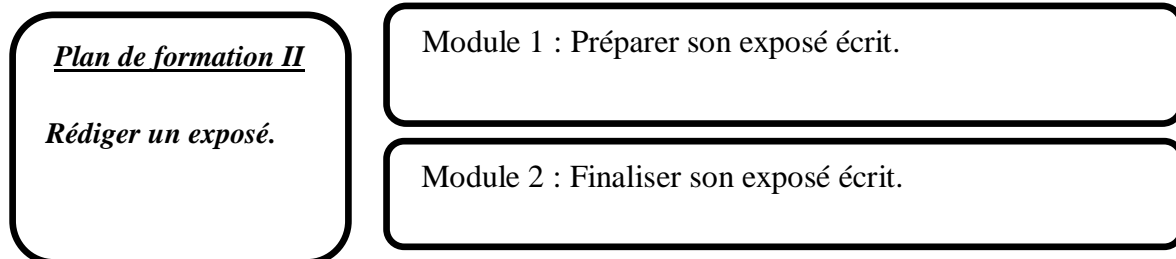 Plan de formation II
Rédiger un exposé.
Module 1 : Préparer son exposé écrit.
Module 2 : Finaliser son exposé écrit.